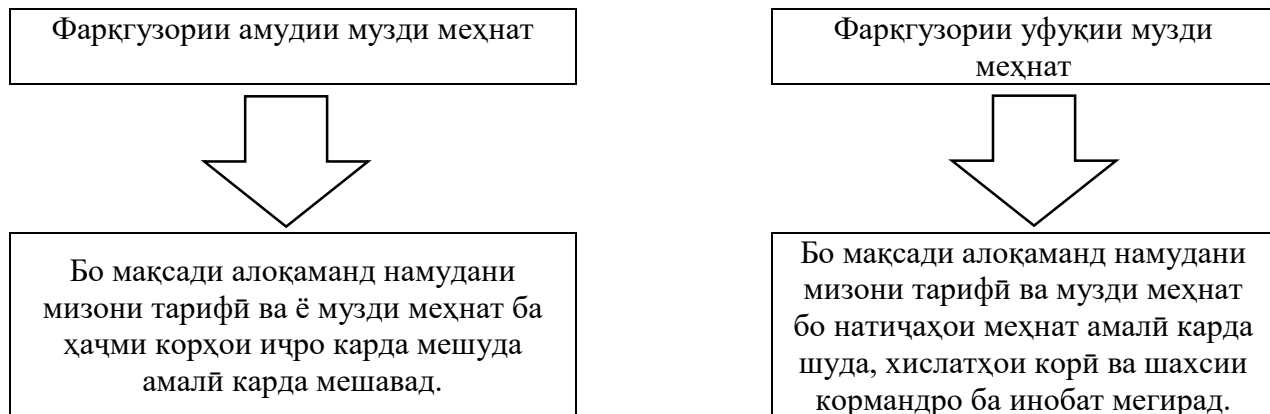 Фарқгузории амудии музди меҳнат
Фарқгузории уфуқии музди
меҳнат
Бо мақсади алоқаманд намудани
мизони тарифӣ ва ё музди меҳнат ба
ҳаҷми корҳои иҷро карда мешуда
амалӣ карда мешавад.
Бо мақсади алоқаманд намудани
мизони тарифӣ ва музди меҳнат
бо натиҷаҳои меҳнат амалӣ карда
шуда, хислатҳои корӣ ва шахсии
кормандро ба инобат мегирад.